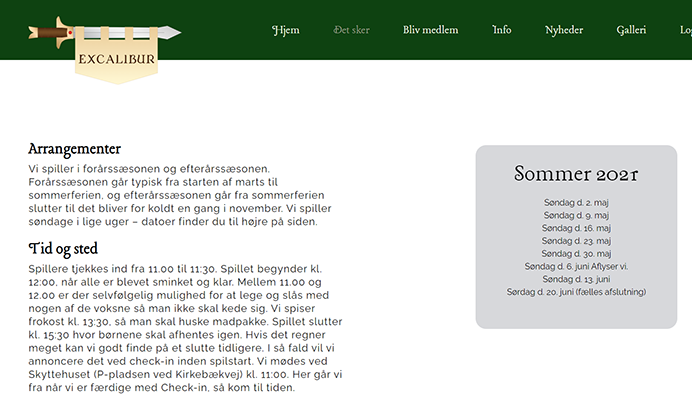 Hjem Det sker Bliv medlem Info Nyheder Galleri
EXCALIBUR
Arrangementer
Vi spiller i forårssæsonen og efterårssæsonen.
Forårssæsonen går typisk fra starten af marts til
sommerferien, og efterårssæsonen går fra sommerferien
slutter til det bliver for koldt en gang i november. Vi spiller
søndage i lige uger – datoer finder du til højre på siden.
Tid og sted
Spillere tjekkes ind fra 11.00 til 11:30. Spillet begynder kl.
12:00, når alle er blevet sminket og klar. Mellem 11.00 og
12.00 er der selvfølgelig mulighed for at lege og slås med
nogen af de voksne så man ikke skal kede sig. Vi spiser
frokost kl. 13:30, så man skal huske madpakke. Spillet slutter
kl. 15:30 hvor børnene skal afhentes igen. Hvis det regner
meget kan vi godt finde på et slutte tidligere. I så fald vil vi
annoncere det ved check-in inden spilstart. Vi mødes ved
Skyttehuset (P-pladsen ved Kirkebækvej) kl. 11:00. Her går vi
fra når vi er færdige med Check-in, så kom til tiden.
Sommer 2021
Søndag d. 2. maj
Søndag d. 9. maj
Søndag d. 16. maj
Søndag d. 23. maj
Søndag d. 30. maj
Søndag d. 6. juni Aflyser vi.
Søndag d. 13. juni
Sørdag d. 20. juni (fælles afslutning)